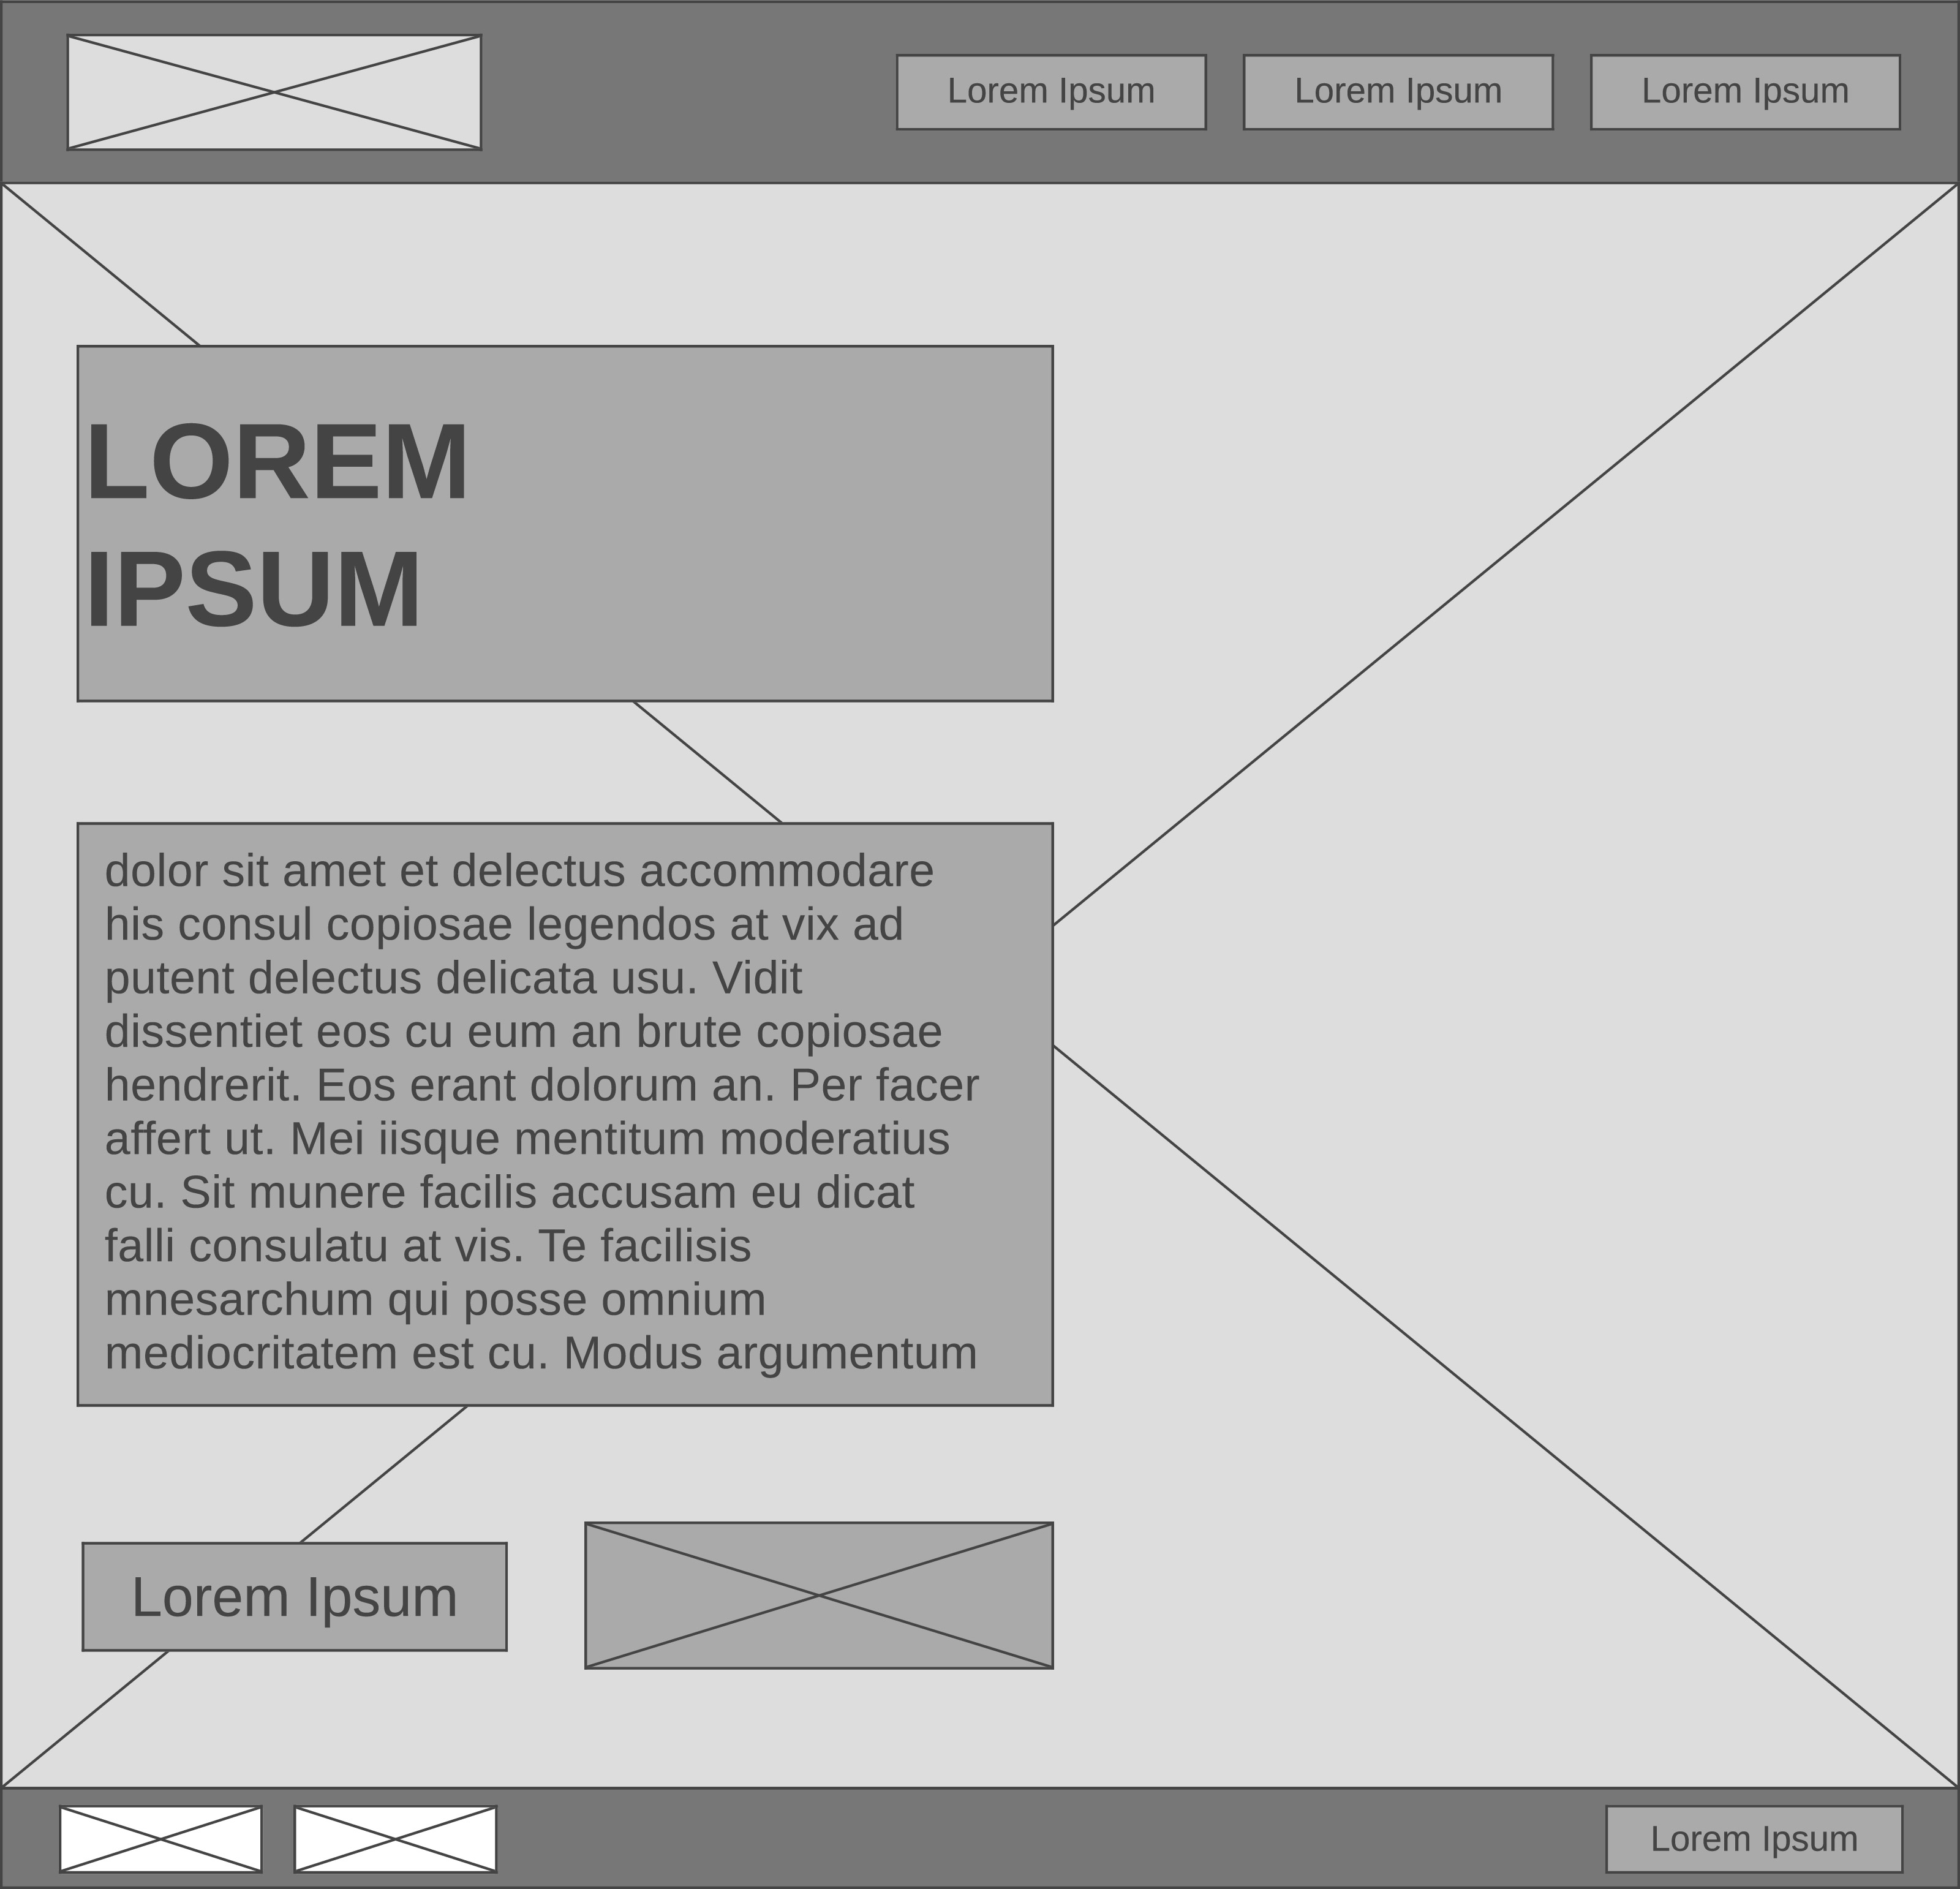 Lorem Ipsum
Lorem Ipsum
Lorem Ipsum
LOREM
IPSUM
dolor sit amet et delectus accommodare
his consul copiosae legendos at vix ad
putent delectus delicata usu. Vidit
dissentiet eos cu eum an brute copiosae
hendrerit. Eos erant dolorum an. Per facer
affert ut. Mei iisque mentitum moderatius
cu. Sit munere facilis accusam eu dicat
falli consulatu at vis. Te facilisis
mnesarchum qui posse omnium
mediocritatem est cu. Modus argumentum
Lorem Ipsum
Lorem Ipsum